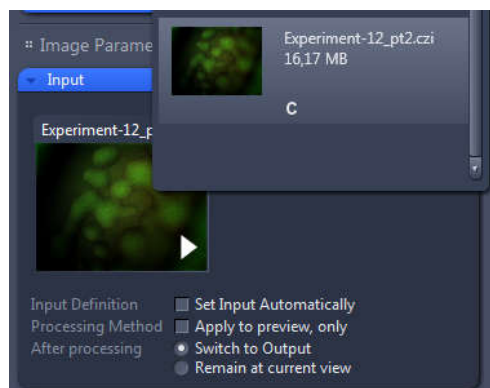 Image Parame
Experiment-12_pt2.czi
16,17 MB
C
Input
Experiment-12_p
Input Definition Set Input Automatically
Processing Method Apply to preview, only
After processing Switch to Output
Remain at current view